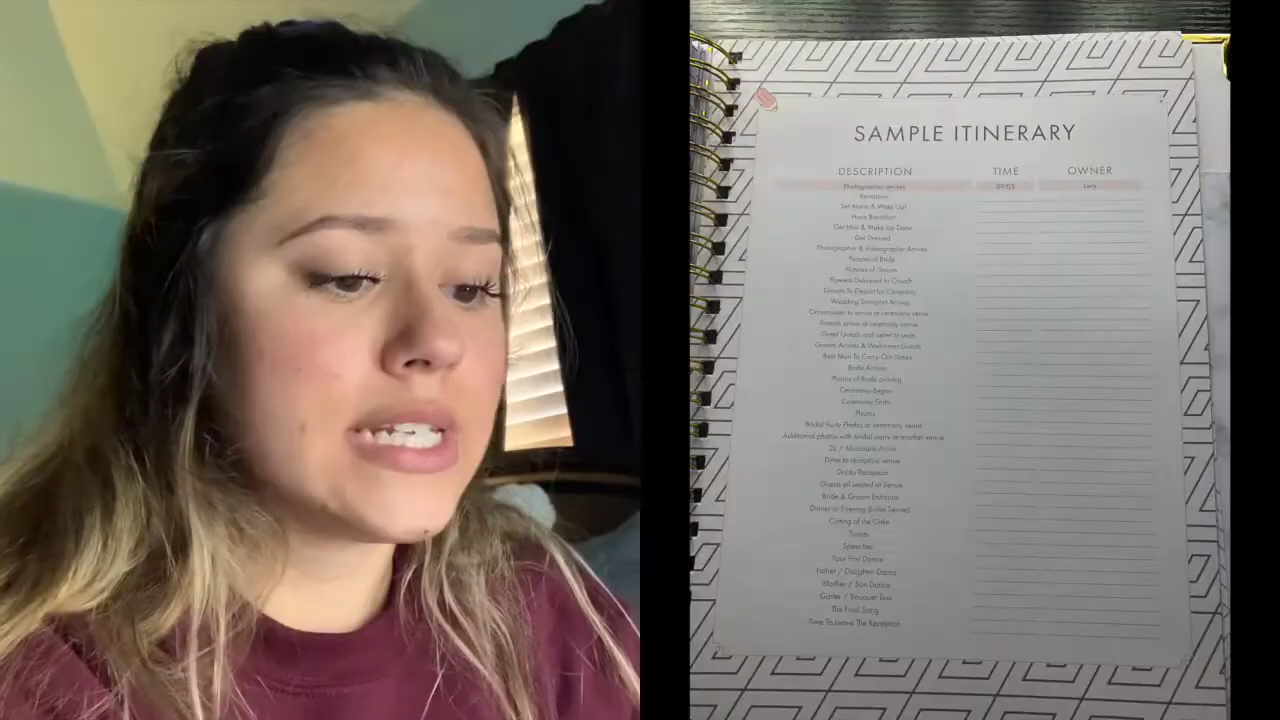 SAMPLE ITINERARY
DESCRIPTION TIME OWNER
Photographer arrives 09:05 Lucy
Reception
Set Alarm & Wake Up!
Have Breakfast
Get Hair & Make Up Done
Get Dressed
Photographer & Videographer Arrives
Pictures of Bride
Pictures of Groom
Flowers Delivered to Church
Groom To Depart for Ceremony
Wedding Transport Arrives
Groomsmen to arrive at ceremony venue
Guests arrive at ceremony venue
Greet Guests and usher to seats
Groom Arrives & Welcomes Guests
Best Man To Carry Out Duties
Bride Arrives
Photos of Bride arriving
Ceremony Begins
Ceremony Ends
Photos
Bridal Party Photos at ceremony venue
Additional photos with bridal party at another venue
DJ / Musicians Arrive
Drive to reception venue
Drinks Reception
Guests all seated at Venue
Bride & Groom Entrance
Dinner or Evening Buffet Served
Cutting of the Cake
Toasts
Speeches
Your First Dance
Father / Daughter Dance
Mother / Son Dance
Garter / Bouquet Toss
The Final Song
Time To Leave The Reception